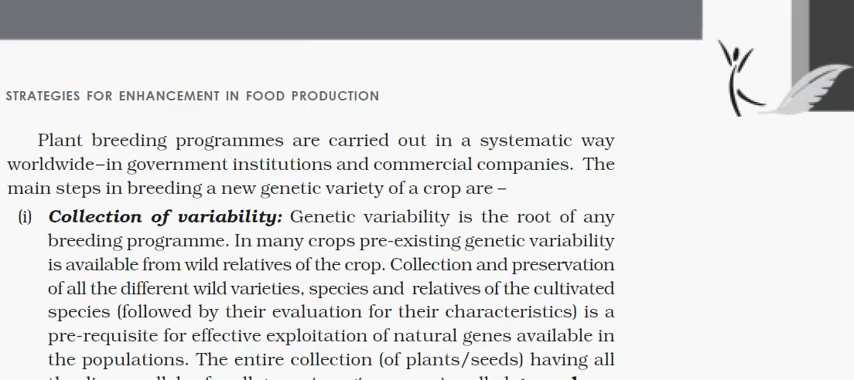 STRATEGIES FOR ENHANCEMENT IN FOOD PRODUCTION
Plant breeding programmes are carried out in a systematic way
worldwide–in government institutions and commercial companies. The
main steps in breeding a new genetic variety of a crop are –
(i) Collection of variability: Genetic variability is the root of any
breeding programme. In many crops pre-existing genetic variability
is available from wild relatives of the crop. Collection and preservation
of all the different wild varieties, species and relatives of the cultivated
species (followed by their evaluation for their characteristics) is a
pre-requisite for effective exploitation of natural genes available in
the populations. The entire collection (of plants/seeds) having all